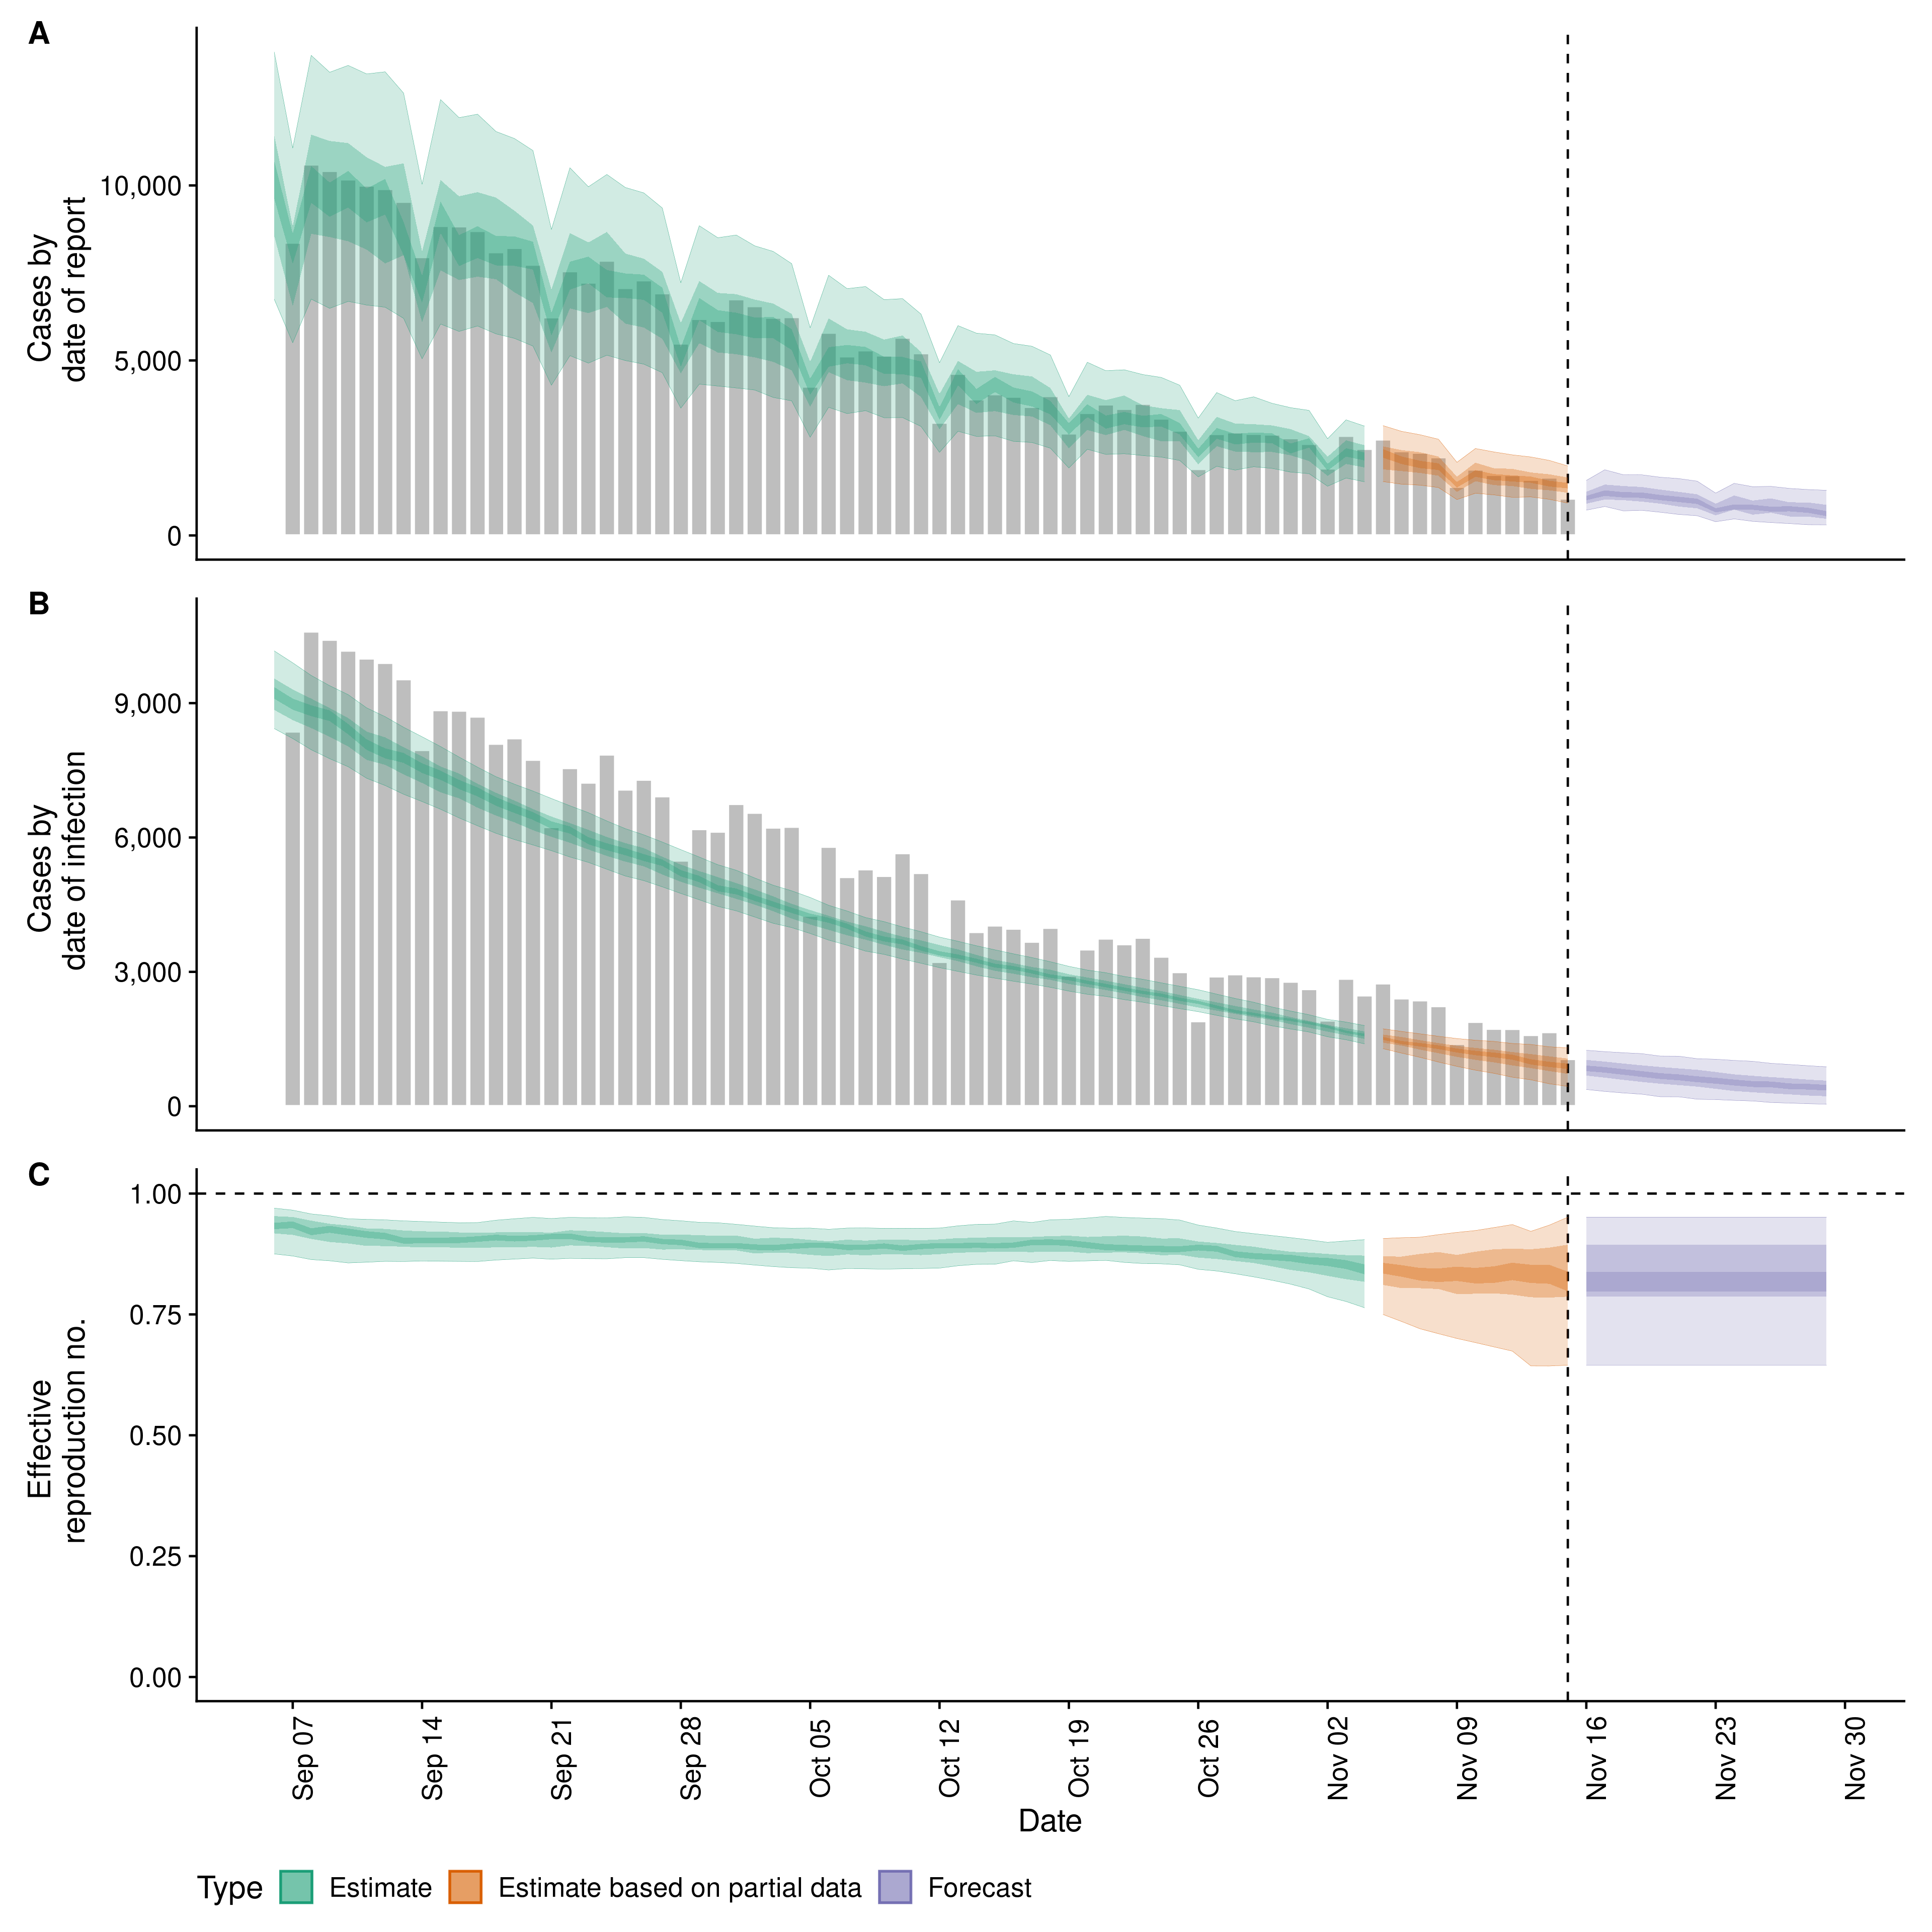 A
Cases by
date of report
10,000
5,000
0
B
Cases by
date of infection
9,000
6,000
3,000
0
C
Effective
reproduction no.
1.00
0.75
0.50
0.25
0.00
Sep 07
Sep 14
Sep 21
Sep 28
Oct 05
Oct 12
Oct 19
Oct 26
Nov 02
Nov 09
Nov 16
Nov 23
Nov 30
Date
Type Estimate Estimate based on partial data Forecast